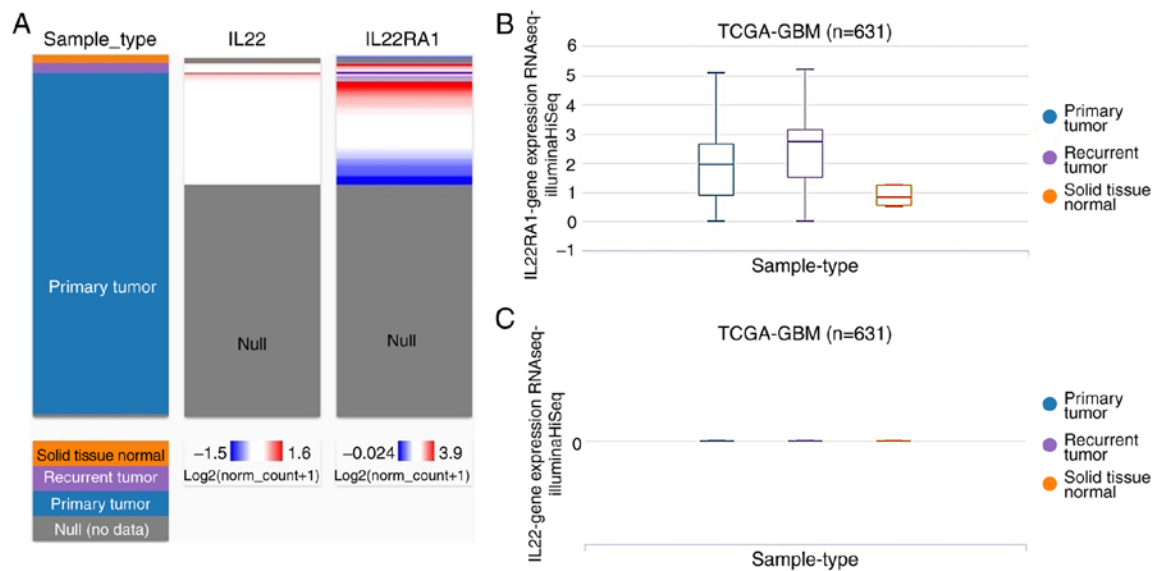 A
Sample_type
IL22
IL22RA1
Primary tumor
Null
Null
Solid tissue normal
Recurrent tumor
Primary tumor
Null (no data)
−1.5
1.6
Log2(norm_count+1)
−0.024
3.9
Log2(norm_count+1)
B
TCGA-GBM (n=631)
IL22RA1-gene expression RNAseq-
illuminaHiSeq
6
5
4
3
2
1
0
−1
Sample-type
Primary
tumor
Recurrent
tumor
Solid tissue
normal
C
TCGA-GBM (n=631)
IL22-gene expression RNAseq-
illuminaHiSeq
0
Sample-type
Primary
tumor
Recurrent
tumor
Solid tissue
normal